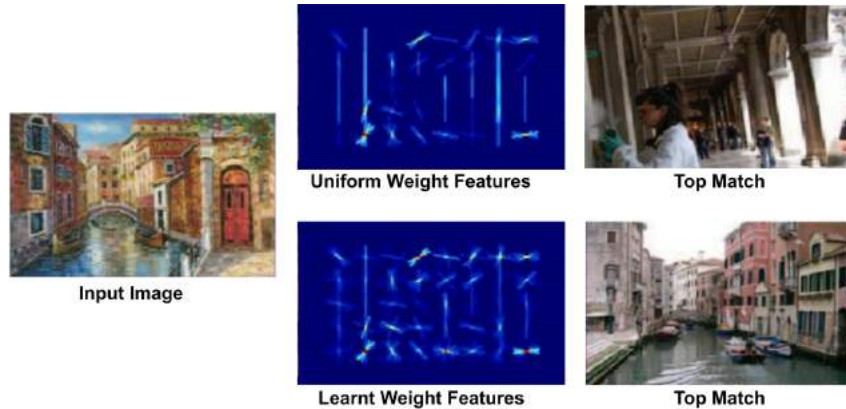 Uniform Weight Features
Top Match
Input Image
Learnt Weight Features
Top Match